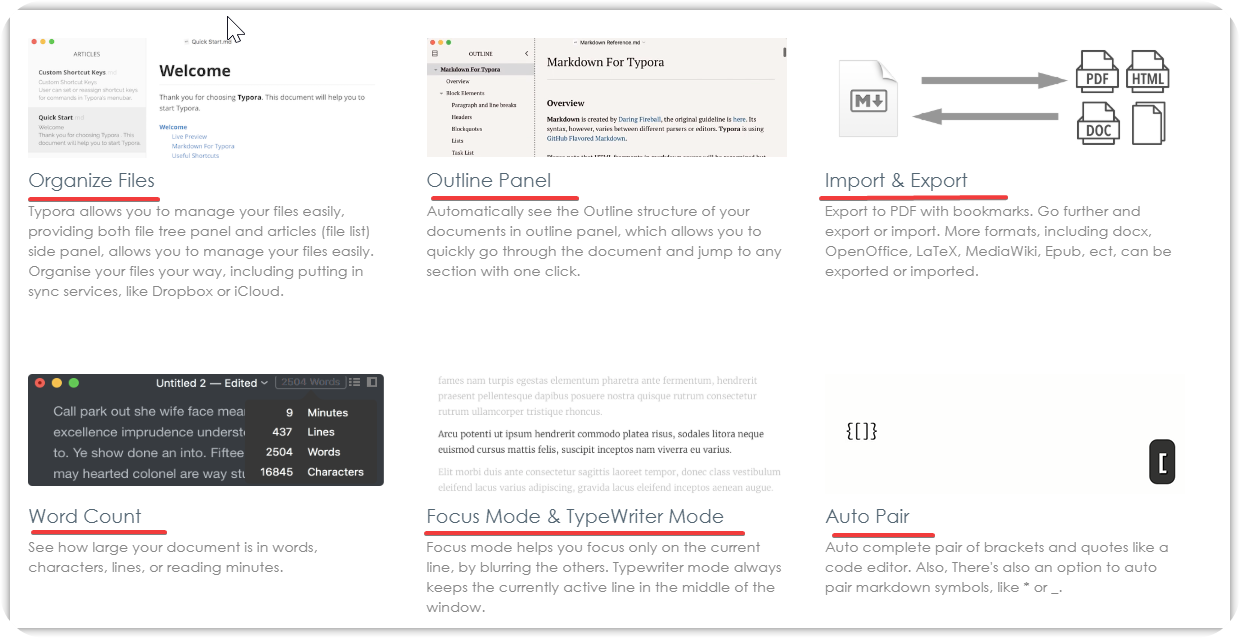 Quick Start.md
ARTICLES
Custom Shortcut Keys .md
Custom Shortcut Keys
User can set or reassign shortcut keys
for commands in Typora's menubar.
Quick Start .md
Welcome
Thank you for choosing Typora . This
document will help you to start Typora.
Welcome
Thank you for choosing Typora. This document will help you to
start Typora.
Welcome
Live Preview
Markdown For Typora
Useful Shortcuts
Organize Files
Typora allows you to manage your files easily,
providing both file tree panel and articles (file list)
side panel, allows you to manage your files easily.
Organise your files your way, including putting in
sync services, like Dropbox or iCloud.
Markdown Reference.md
OUTLINE
Markdown For Typora
Overview
Block Elements
Paragraph and line breaks
Headers
Blockquotes
Lists
Task List
Markdown For Typora
Overview
Markdown is created by Daring Fireball, the original guideline is here. Its
syntax, however, varies between different parsers or editors. Typora is using
GitHub Flavored Markdown.
Outline Panel
Automatically see the Outline structure of your
documents in outline panel, which allows you to
quickly go through the document and jump to any
section with one click.
M
PDF
HTML
DOC
Import & Export
Export to PDF with bookmarks. Go further and
export or import. More formats, including docx,
OpenOffice, LaTeX, MediaWiki, Epub, ect, can be
exported or imported.
Untitled 2 — Edited
2504 Words
Call park out she wife face mean
excellence imprudence underst
to. Ye show done an into. Fiftee
may hearted colonel are way stu
9 Minutes
437 Lines
2504 Words
16845 Characters
Word Count
See how large your document is in words,
characters, lines, or reading minutes.
fames nam turpis egestas elementum pharetra ante fermentum, hendrerit
praesent pellentesque dapibus posuere nostra quisque rutrum consectetur
rutrum ullamcorper tristique rhoncus.
Arcu potenti ut ipsum hendrerit commodo platea risus, sodales litora neque
euismod cursus mattis felis, suscipit inceptos nam viverra eu varius.
Elit morbi duis ante consectetur sagittis laoreet tempor, donec class vestibulum
eleifend lacus varius adipiscing, gravida lacus eleifend inceptos aenean augue.
Focus Mode & TypeWriter Mode
Focus mode helps you focus only on the current
line, by blurring the others. Typewriter mode always
keeps the currently active line in the middle of the
window.
{[]}
[
Auto Pair
Auto complete pair of brackets and quotes like a
code editor. Also, There's also an option to auto
pair markdown symbols, like * or _.